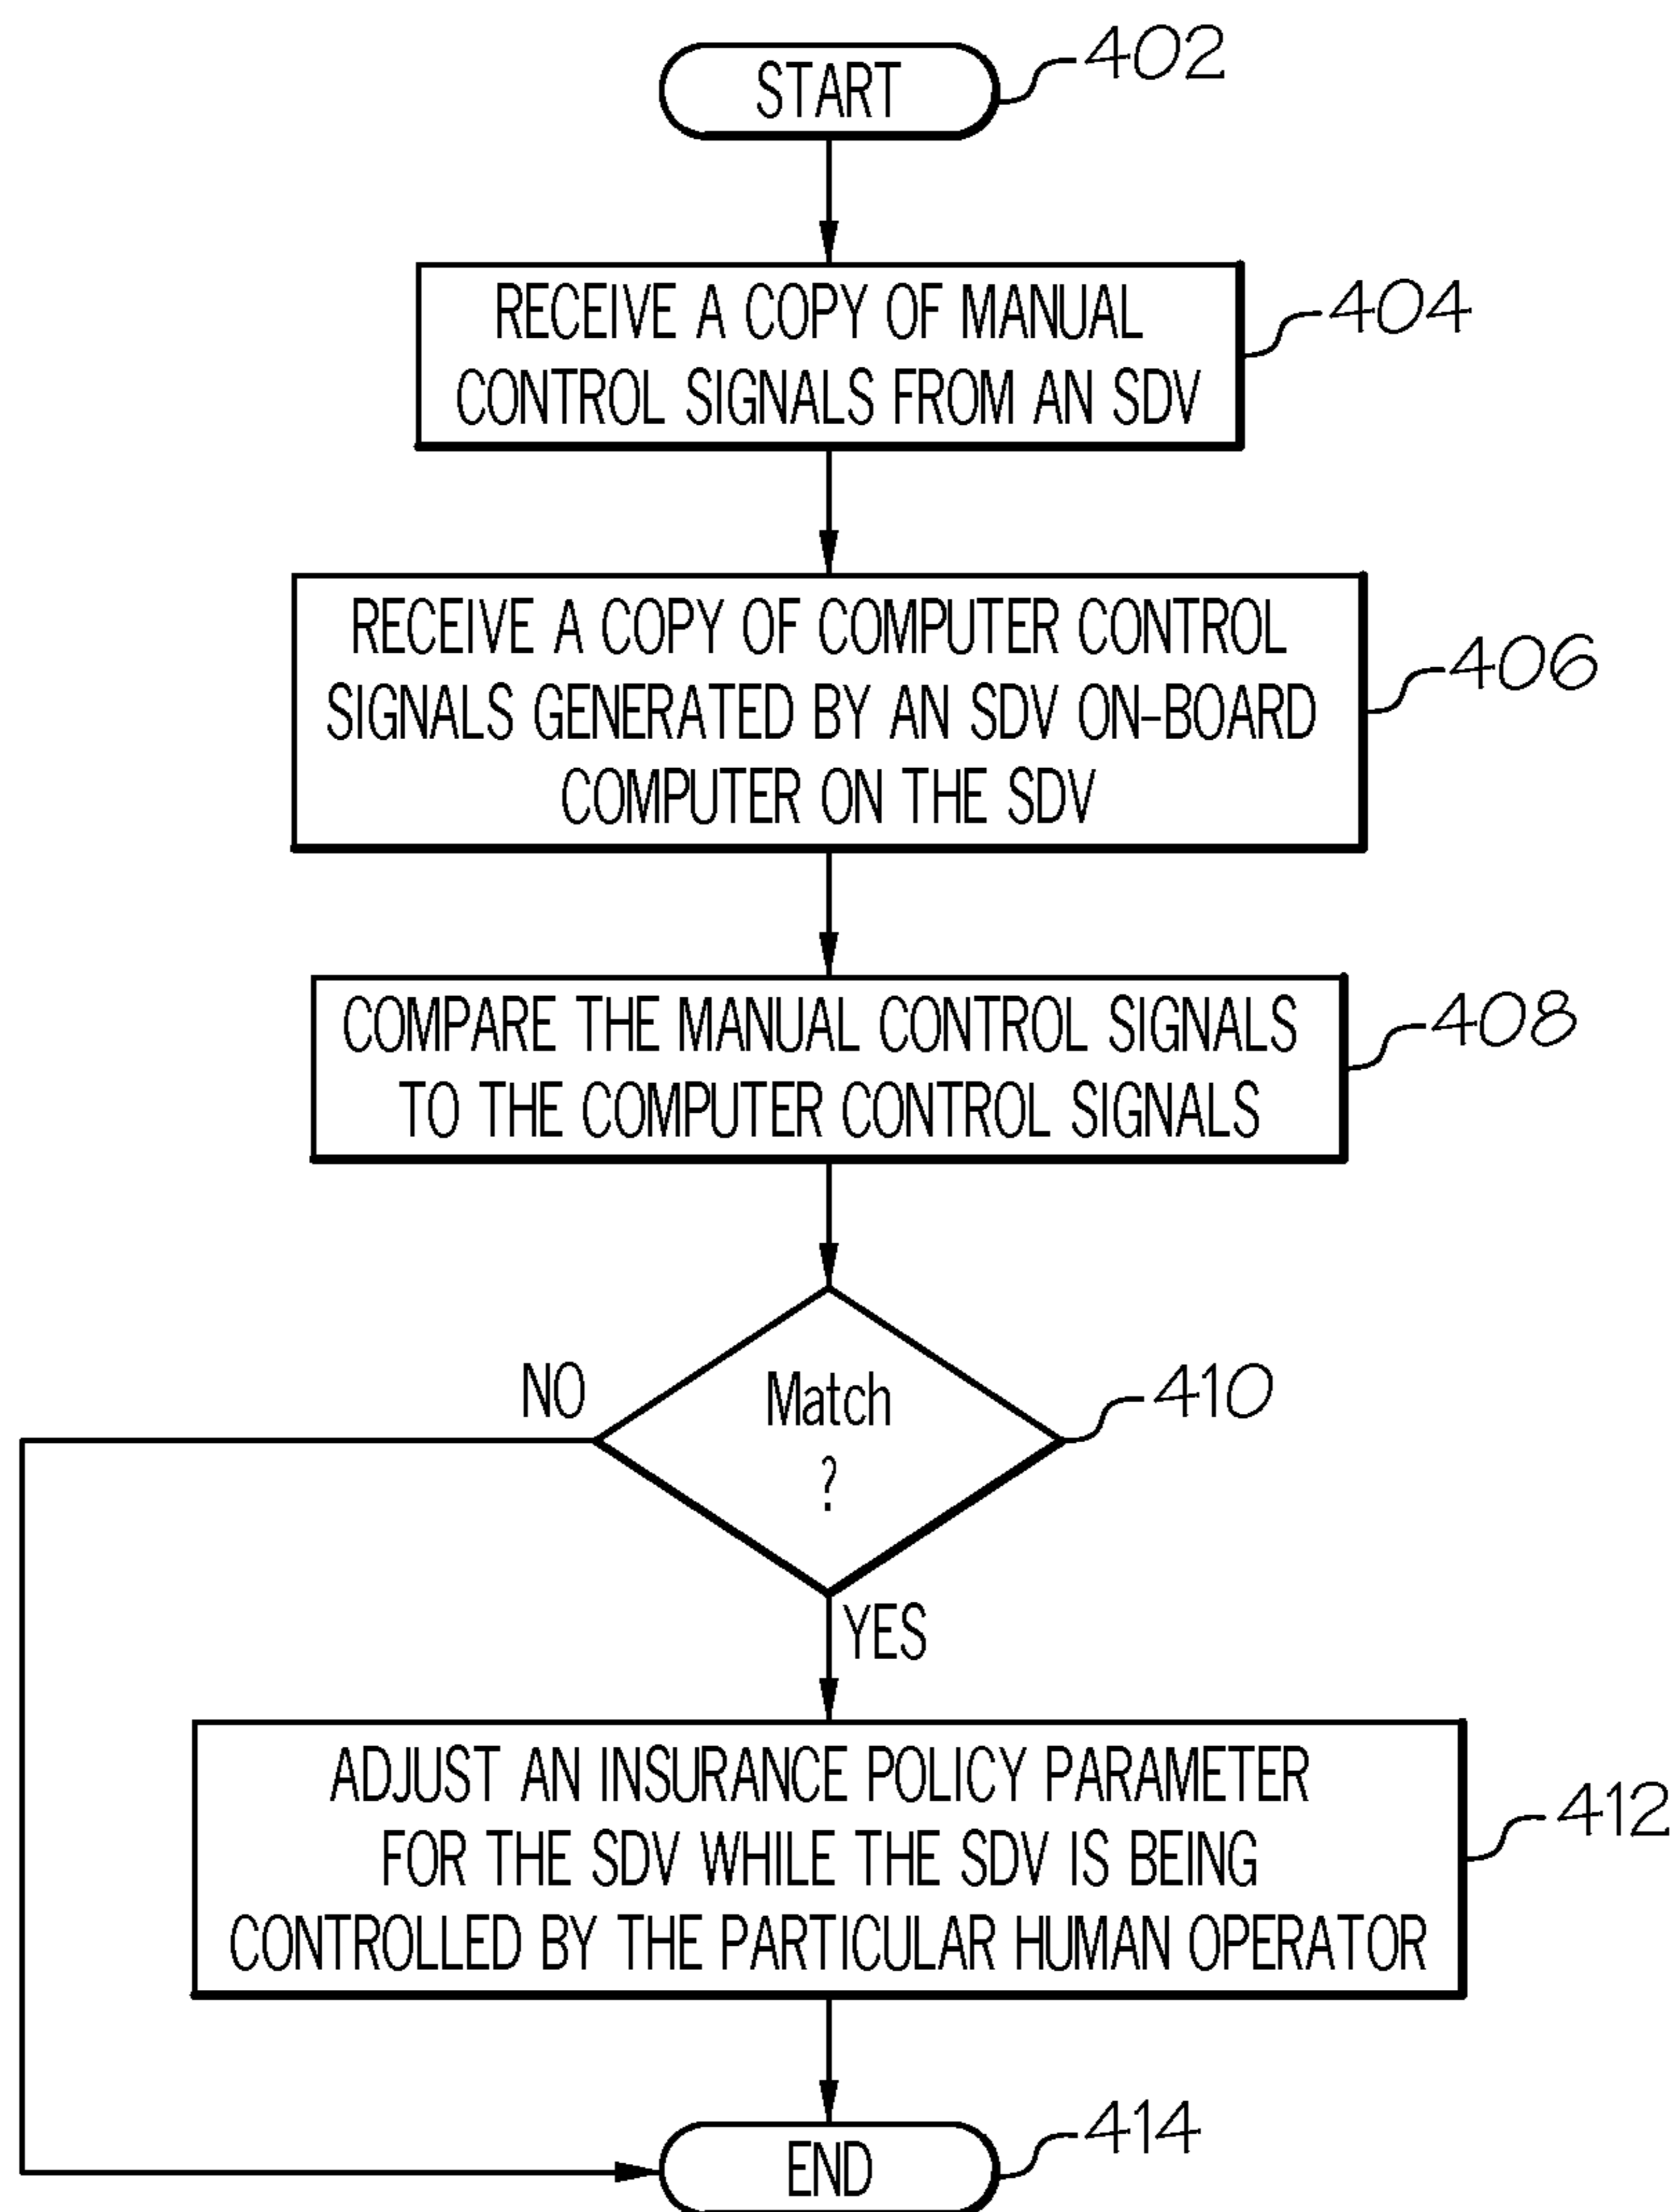 START
402
RECEIVE A COPY OF MANUAL
CONTROL SIGNALS FROM AN SDV
404
RECEIVE A COPY OF COMPUTER CONTROL
SIGNALS GENERATED BY AN SDV ON-BOARD
COMPUTER ON THE SDV
406
COMPARE THE MANUAL CONTROL SIGNALS
TO THE COMPUTER CONTROL SIGNALS
408
NO
Match
?
410
YES
ADJUST AN INSURANCE POLICY PARAMETER
FOR THE SDV WHILE THE SDV IS BEING
CONTROLLED BY THE PARTICULAR HUMAN OPERATOR
412
END
414